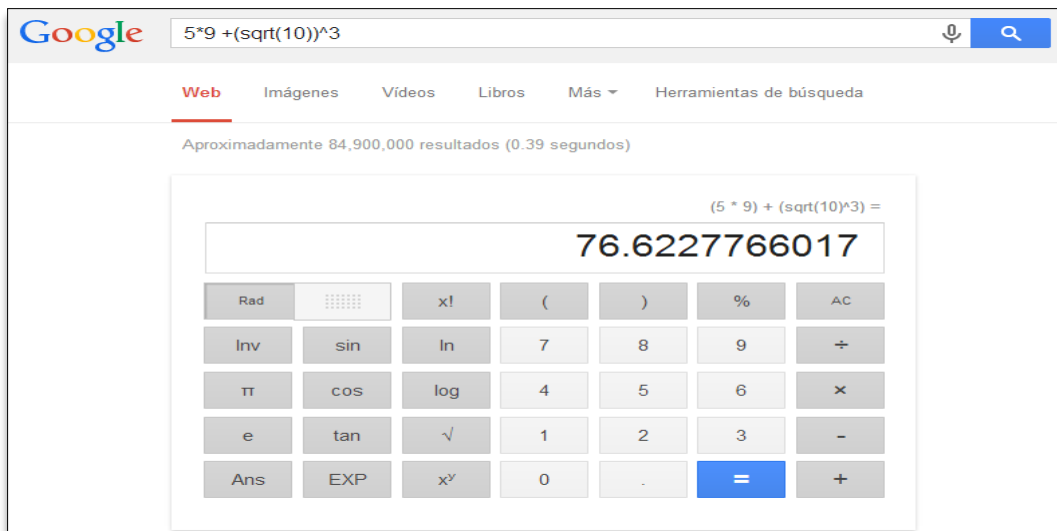 Google 5*9 +(sqrt(10))^3
Web Imágenes Vídeos Libros Más Herramientas de búsqueda
Aproximadamente 84,900,000 resultados (0.39 segundos)
(5 * 9) + (sqrt(10)^3) =
76.6227766017
Rad x! ( ) % AC
Inv sin ln 7 8 9 ÷
π cos log 4 5 6 ×
e tan √ 1 2 3 -
Ans EXP xʸ 0 . = +